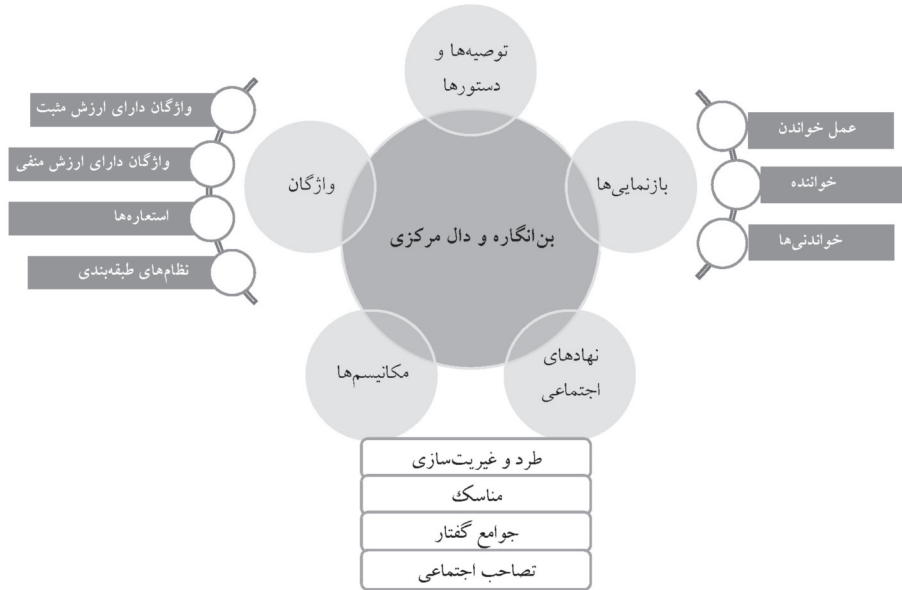 توصیه‌ها و
دستورها
بازنمایی‌ها
عمل خواندن
خواننده
خواندنی‌ها
واژگان
واژگان دارای ارزش مثبت
واژگان دارای ارزش منفی
استعاره‌ها
نظام‌های طبقه‌بندی
بن‌انگاره و دال مرکزی
نهادهای
اجتماعی
مکانیسم‌ها
طرد و غیریت‌سازی
مناسک
جوامع گفتار
تصاحب اجتماعی